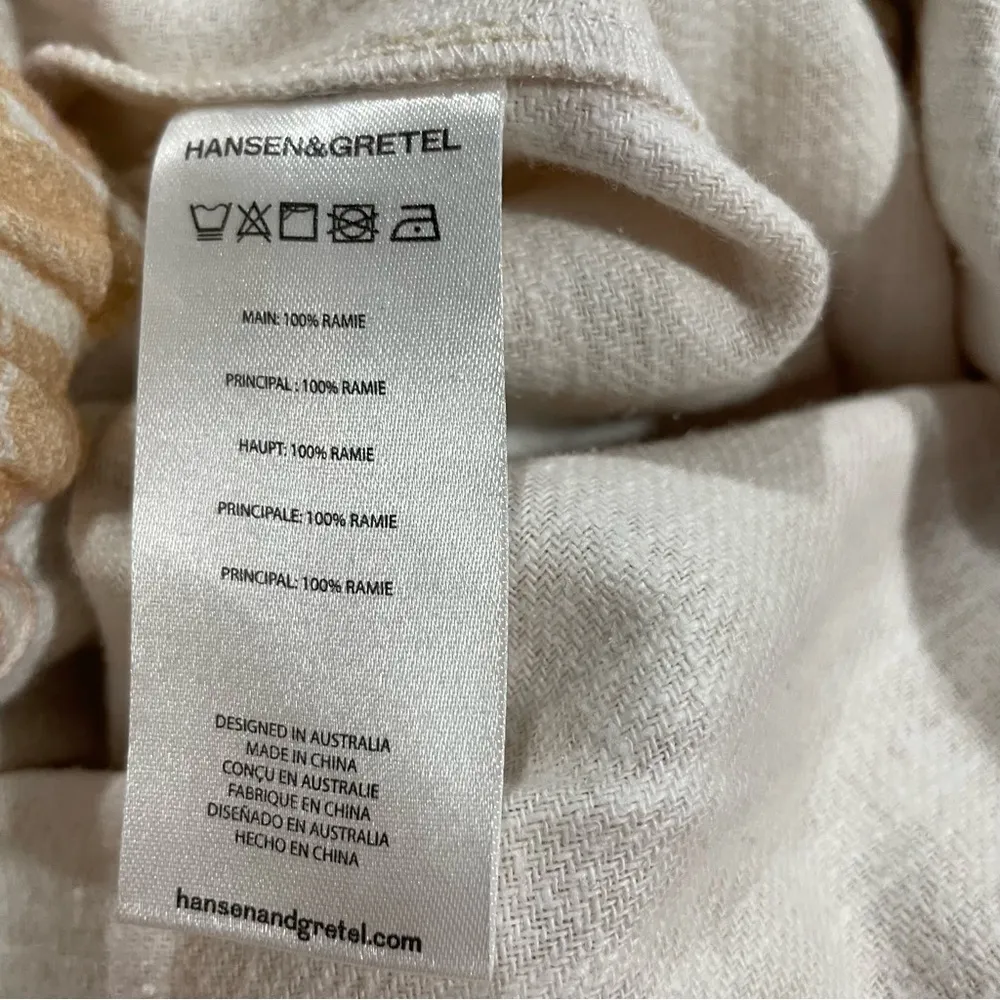 HANSEN&GRETEL
MAIN: 100% RAMIE
PRINCIPAL : 100% RAMIE
HAUPT: 100% RAMIE
PRINCIPALE: 100% RAMIE
PRINCIPAL: 100% RAMIE
DESIGNED IN AUSTRALIA
MADE IN CHINA
CONÇU EN AUSTRALIE
FABRIQUE EN CHINA
DISEÑADO EN AUSTRALIA
HECHO EN CHINA
hansenandgretel.com